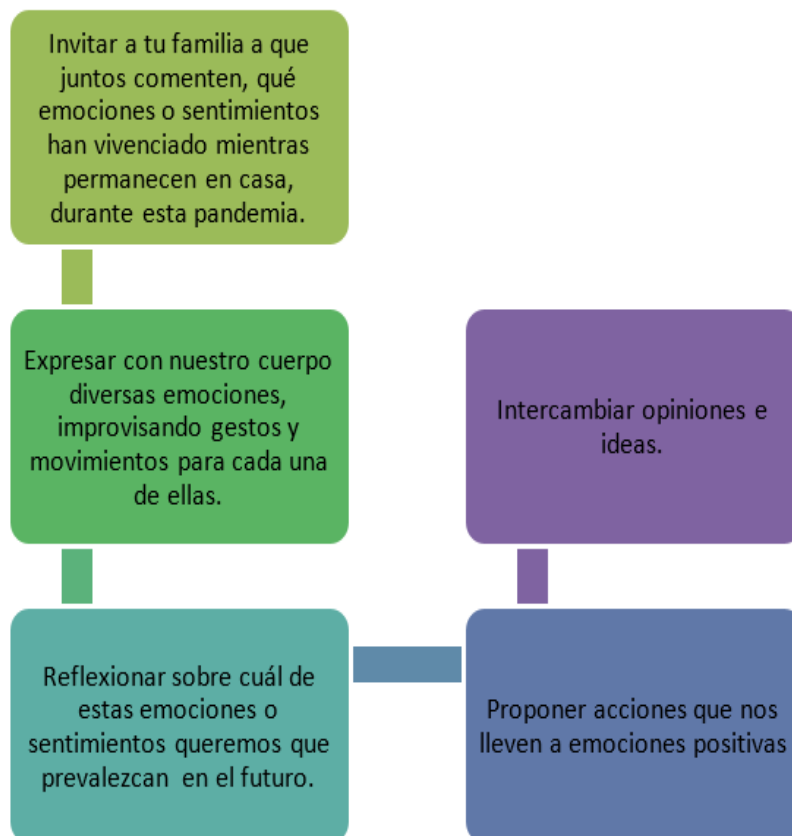 Invitar a tu familia a que
juntos comenten, qué
emociones o sentimientos
han vivenciado mientras
permanecen en casa,
durante esta pandemia.
Expresar con nuestro cuerpo
diversas emociones,
improvisando gestos y
movimientos para cada una
de ellas.
Reflexionar sobre cuál de
estas emociones o
sentimientos queremos que
prevalezcan en el futuro.
Proponer acciones que nos
lleven a emociones positivas
Intercambiar opiniones e
ideas.